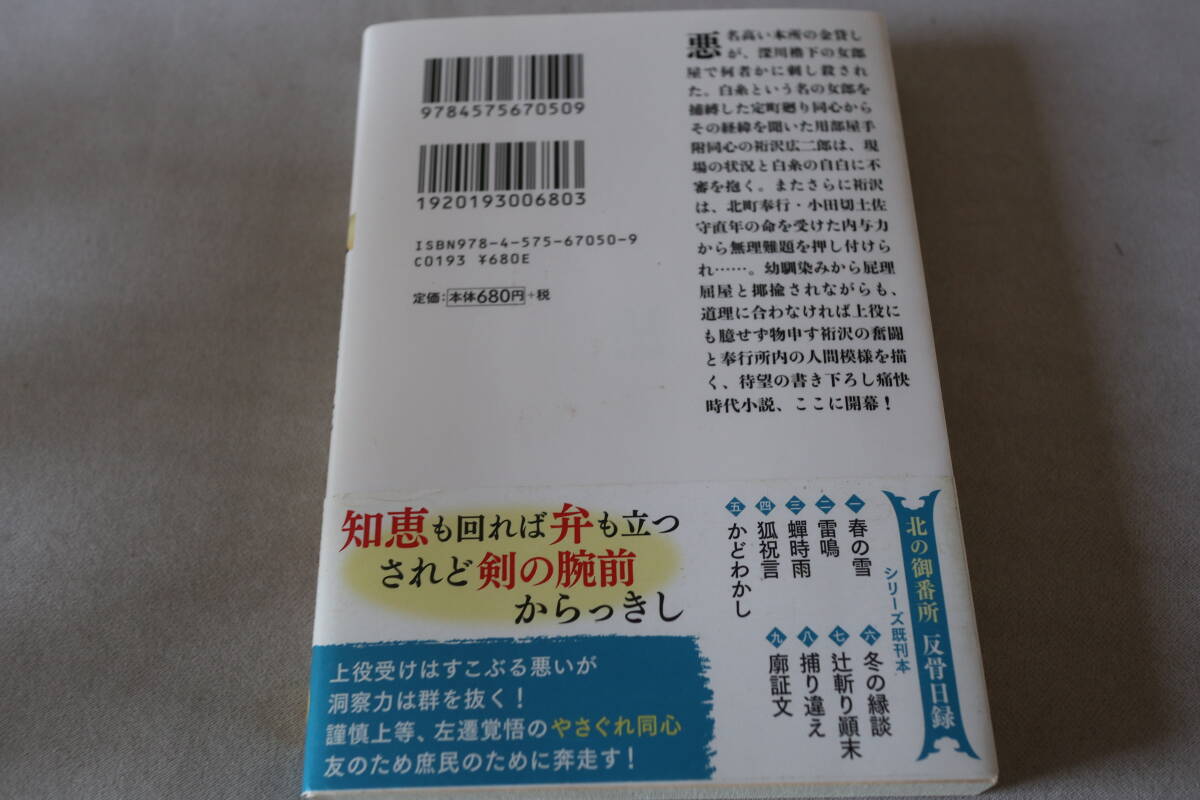 9784575670509
1920193006803
ISBN978-4-575-67050-9
C0193 ¥680E
定価:本体680円+税
悪名高い本所の金貸し
が、深川櫓下の女郎
屋で何者かに刺し殺され
た。白糸という名の女郎を
捕縛した定町廻り同心から
その経緯を聞いた用部屋手
附同心の裄沢広二郎は、現
場の状況と白糸の自白に不
審を抱く。またさらに裄沢
は、北町奉行・小田切土佐
守直年の命を受けた内与力
から無理難題を押し付けら
れ……。幼馴染みから屁理
屈屋と揶揄されながらも、
道理に合わなければ上役に
も臆せず物申す裄沢の奮闘
と奉行所内の人間模様を描
く、待望の書き下ろし痛快
時代小説、ここに開幕!
北の御番所 反骨日録
シリーズ既刊本
一 春の雪
二 雷鳴
三 蟬時雨
四 狐祝言
五 かどわかし
六 冬の縁談
七 辻斬り顚末
八 捕り違え
九 廓証文
知恵も回れば弁も立つ
されど剣の腕前
からっきし
上役受けはすこぶる悪いが
洞察力は群を抜く!
謹慎上等、左遷覚悟のやさぐれ同心
友のため庶民のために奔走す!